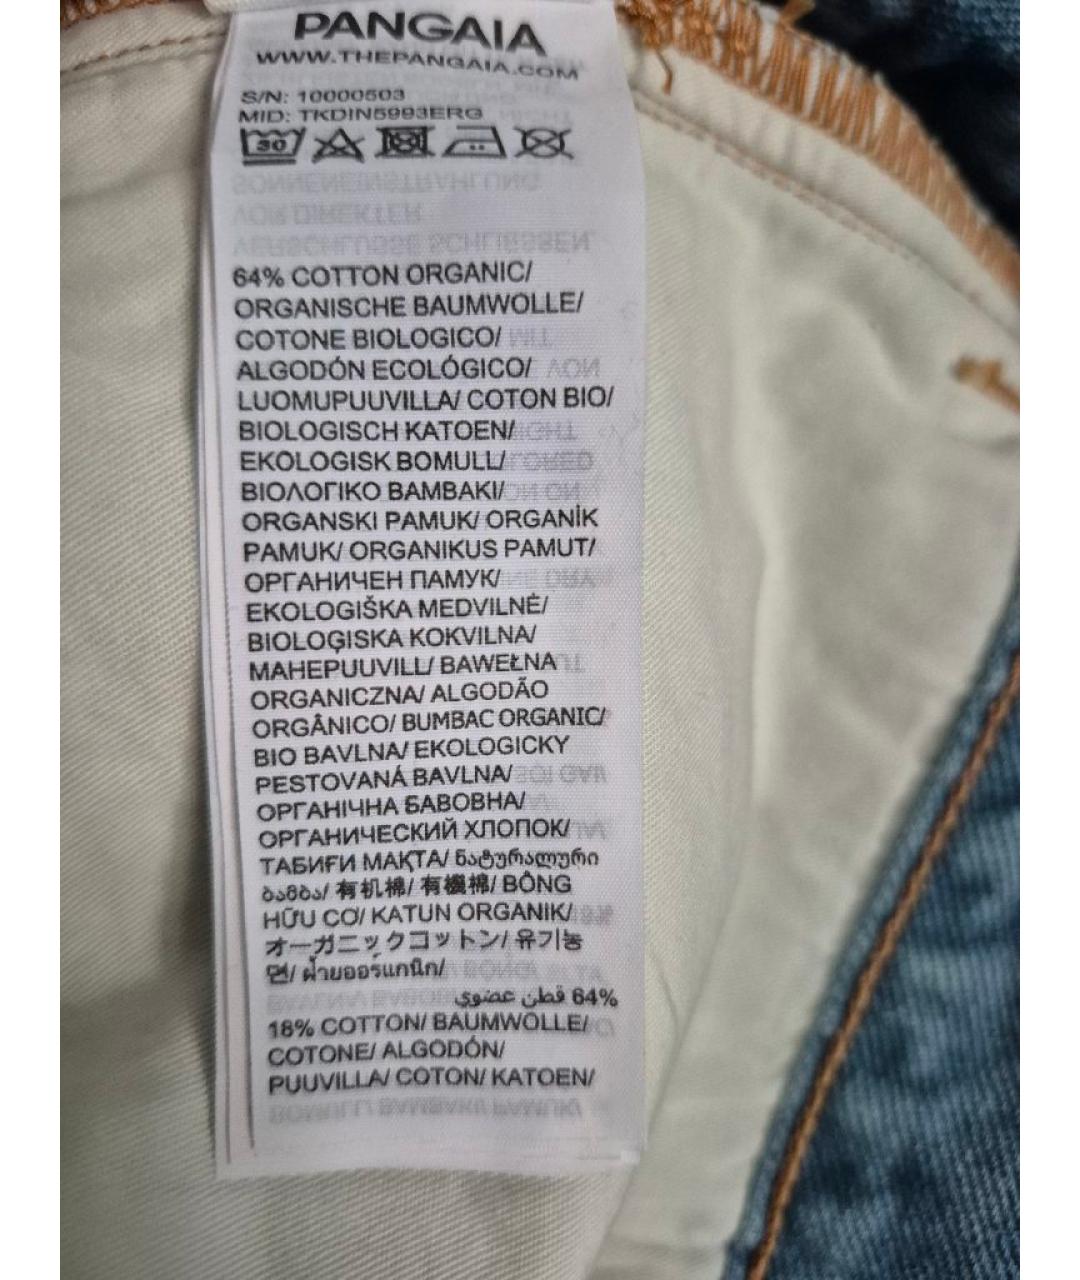 PANGAIA
WWW.THEPANGAIA.COM
S/N: 10000503
MID: TKDIN5993ERG
30
64% COTTON ORGANIC/
ORGANISCHE BAUMWOLLE/
COTONE BIOLOGICO/
ALGODÓN ECOLÓGICO/
LUOMUPUUVILLA/ COTON BIO/
BIOLOGISCH KATOEN/
EKOLOGISK BOMULL/
ΒΙΟΛΟΓΙΚΟ ΒΑΜΒΑΚΙ/
ORGANSKI PAMUK/ ORGANİK
PAMUK/ ORGANIKUS PAMUT/
ОРГАНИЧЕН ПАМУК/
EKOLOGIŠKA MEDVILNĖ/
BIOLOĢISKA KOKVILNA/
MAHEPUUVILL/ BAWEŁNA
ORGANICZNA/ ALGODÃO
ORGÂNICO/ BUMBAC ORGANIC/
BIO BAVLNA/ EKOLOGICKY
PESTOVANÁ BAVLNA/
ОРГАНІЧНА БАВОВНА/
ОРГАНИЧЕСКИЙ ХЛОПОК/
ТАБИҒИ МАҚТА/ ნატურალური
ბამბა/ 有机棉/ 有機棉/ BÔNG
HỮU CƠ/ KATUN ORGANIK/
オーガニックコットン/ 유기농
면/ ฝ้ายออร์แกนิก/
64% قطن عضوي
18% COTTON/ BAUMWOLLE/
COTONE/ ALGODÓN/
PUUVILLA/ COTON/ KATOEN/